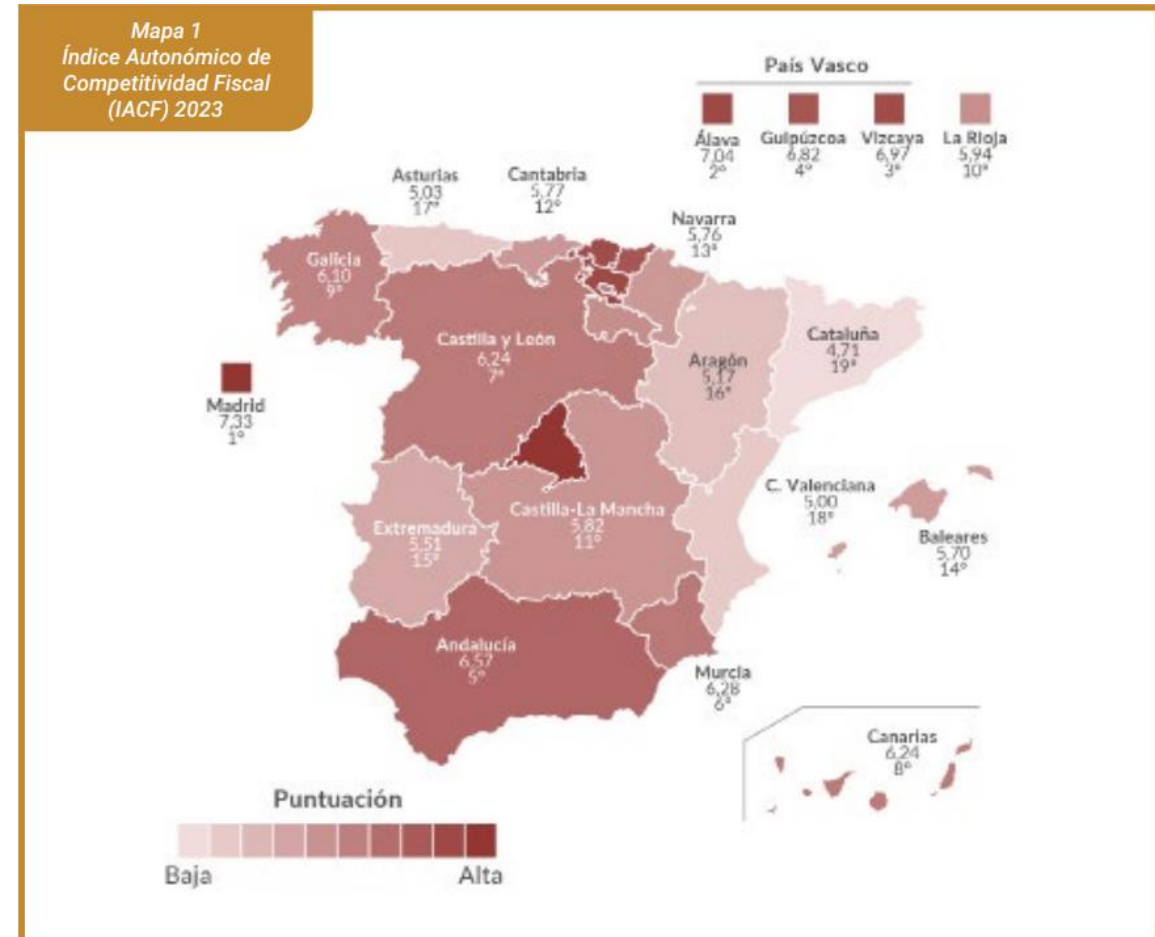 Mapa 1
Índice Autonómico de
Competitividad Fiscal
(IACF) 2023
País Vasco
Álava
7,04
2º
Guipúzcoa
6,82
4º
Vizcaya
6,97
3º
La Rioja
5,94
10º
Asturias
5,03
17º
Cantabria
5,77
12º
Navarra
5,76
13º
Galicia
6,10
9º
Castilla y León
6,24
7º
Aragón
5,17
16º
Cataluña
4,71
19º
Madrid
7,33
1º
Extremadura
5,51
15º
Castilla-La Mancha
5,82
11º
C. Valenciana
5,00
18º
Baleares
5,70
14º
Andalucía
6,57
5º
Murcia
6,28
6º
Canarias
6,24
8º
Puntuación
Baja
Alta